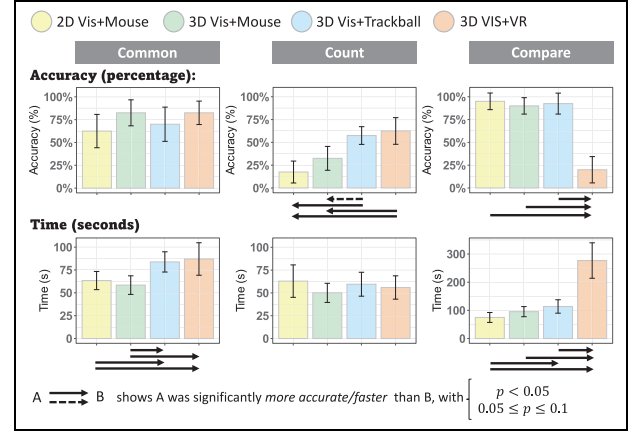 2D Vis+Mouse 3D Vis+Mouse 3D Vis+Trackball 3D VIS+VR
Common Count Compare
Accuracy (percentage):
Accuracy (%) 100% 75% 50% 25% 0%
Accuracy (%) 100% 75% 50% 25% 0%
Accuracy (%) 100% 75% 50% 25% 0%
Time (seconds)
Time (s) 100 75 50 25 0
Time (s) 100 75 50 25 0
Time (s) 300 200 100 0
A B shows A was significantly more accurate/faster than B, with
p < 0.05
0.05 ≤ p ≤ 0.1